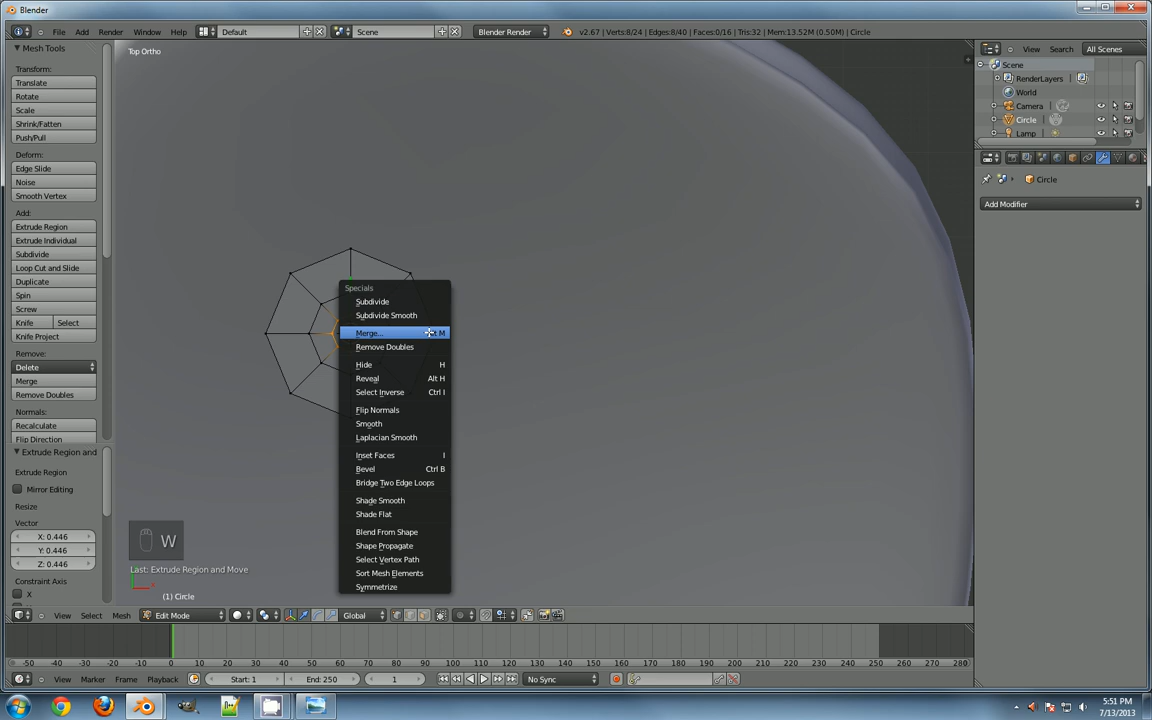 Blender
File Add Render Window Help Default Scene Blender Render v2.67 | Verts:8/24 | Edges:8/40 | Faces:0/16 | Tris:32 | Mem:13.52M (0.50M) | Circle View Search All Scenes
Mesh Tools
Transform:
Translate
Rotate
Scale
Shrink/Fatten
Push/Pull
Deform:
Edge Slide
Noise
Smooth Vertex
Add:
Extrude Region
Extrude Individual
Subdivide
Loop Cut and Slide
Duplicate
Spin
Screw
Knife Select
Knife Project
Remove:
Delete
Merge
Remove Doubles
Normals:
Recalculate
Flip Direction
Extrude Region and
Extrude Region
Mirror Editing
Resize
Vector
X: 0.446
Y: 0.446
Z: 0.446
Constraint Axis
X
Top Ortho
Specials
Subdivide
Subdivide Smooth
Merge... t M
Remove Doubles
Hide H
Reveal Alt H
Select Inverse Ctrl I
Flip Normals
Smooth
Laplacian Smooth
Inset Faces I
Bevel Ctrl B
Bridge Two Edge Loops
Shade Smooth
Shade Flat
Blend From Shape
Shape Propagate
Select Vertex Path
Sort Mesh Elements
Symmetrize
W
Last: Extrude Region and Move
(1) Circle
Scene
RenderLayers
World
Camera
Circle
Lamp
Circle
Add Modifier
View Select Mesh Edit Mode Global
-50 -40 -30 -20 -10 0 10 20 30 40 50 60 70 80 90 100 110 120 130 140 150 160 170 180 190 200 210 220 230 240 250 260 270 280
View Marker Frame Playback Start: 1 End: 250 1 No Sync
5:51 PM
7/13/2013